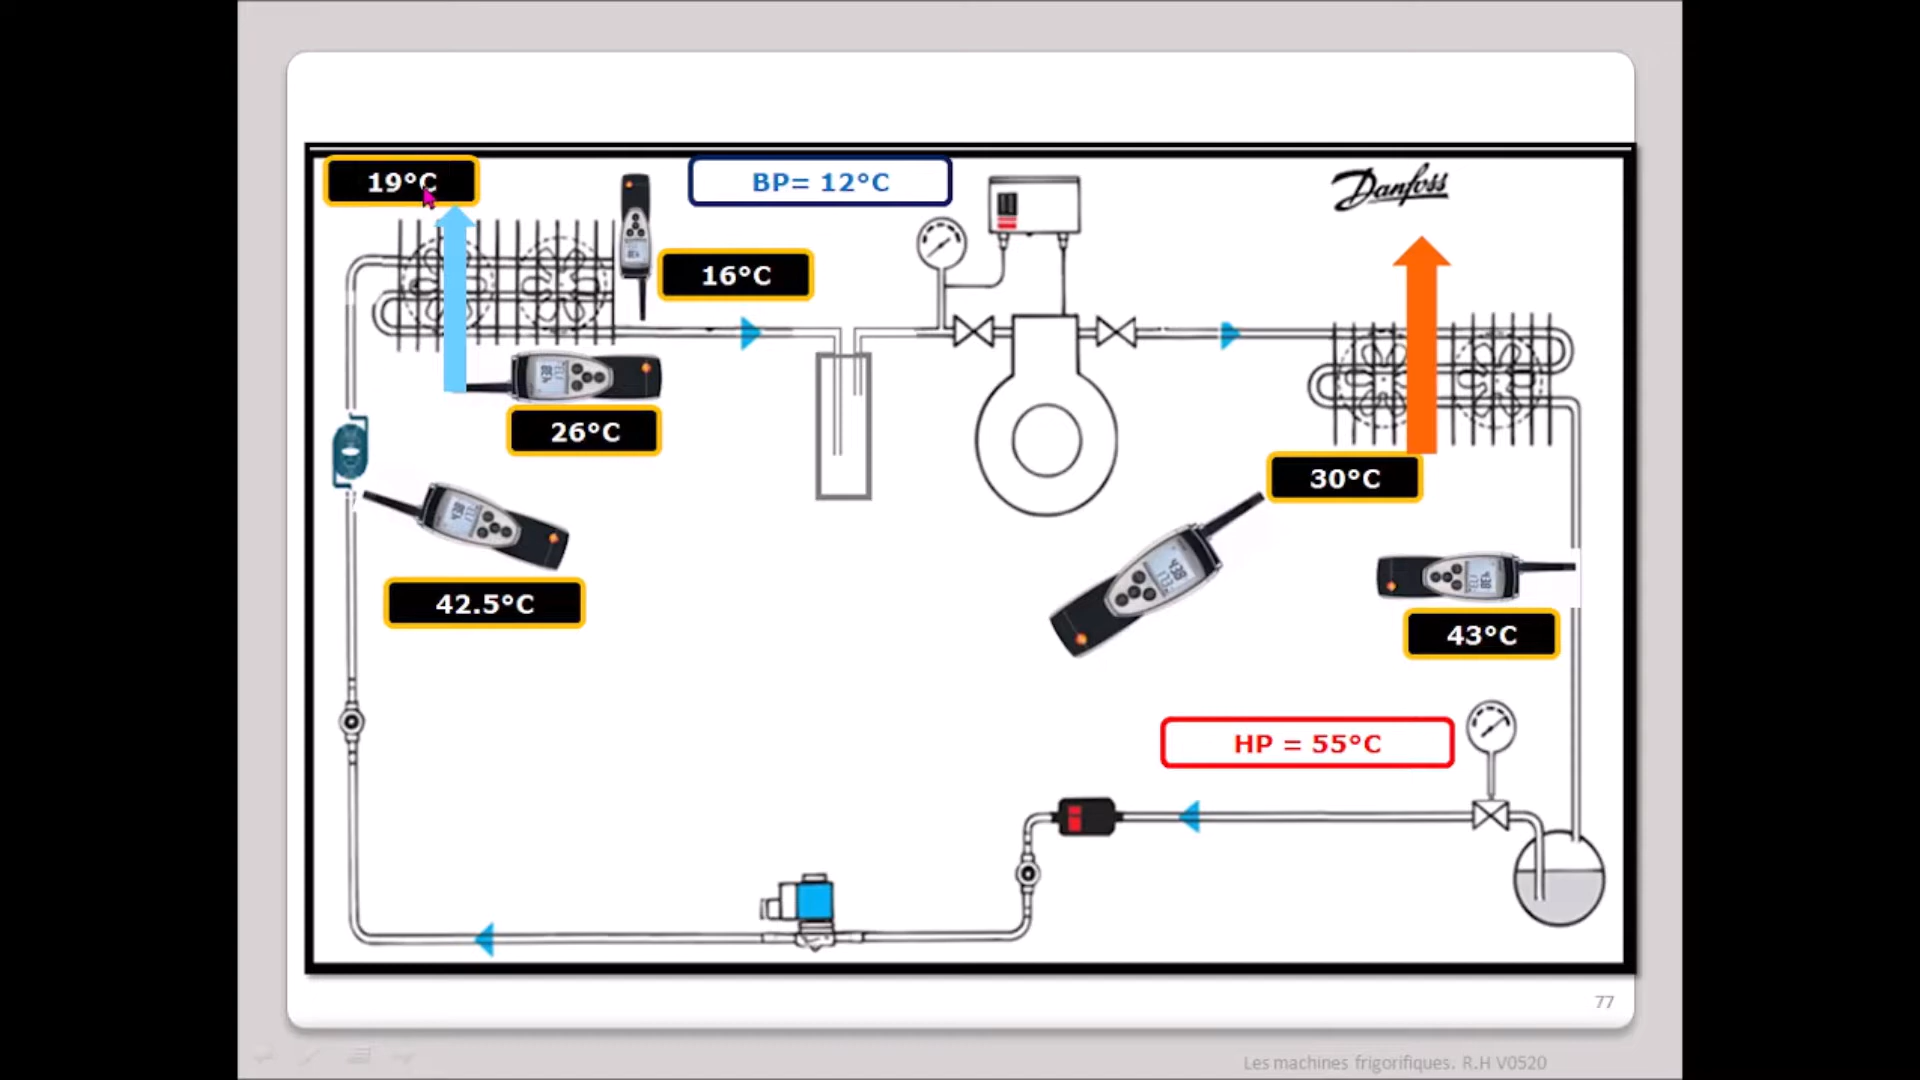 19°C
BP= 12°C
Danfoss
16°C
26°C
30°C
42.5°C
43°C
HP = 55°C
77
Les machines frigorifiques. R.H V0520